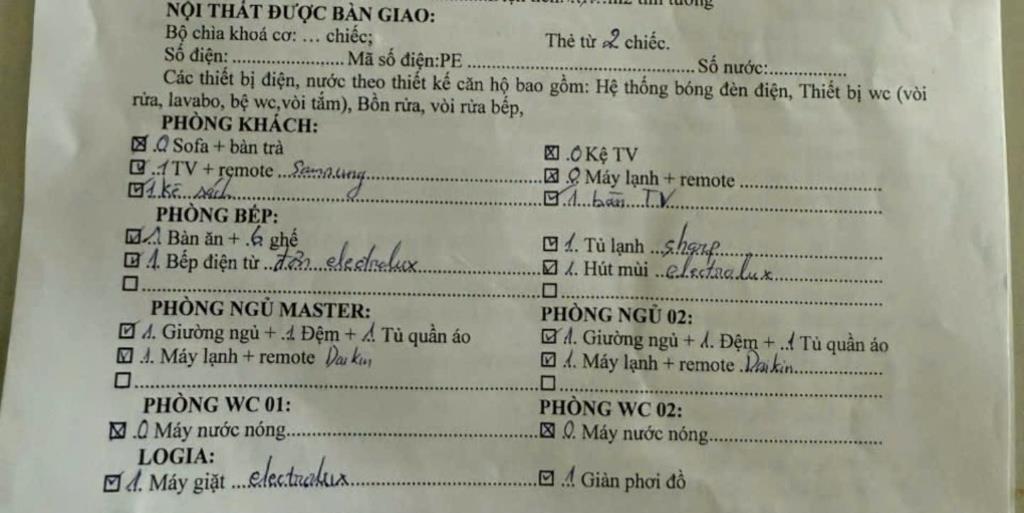 NỘI THẤT ĐƯỢC BÀN GIAO:
Bộ chìa khoá cơ: ... chiếc; Thẻ từ 2 chiếc.
Số điện: ..................... Mã số điện:PE .......................................... Số nước:..............
Các thiết bị điện, nước theo thiết kế căn hộ bao gồm: Hệ thống bóng đèn điện, Thiết bị wc (vòi
rửa, lavabo, bệ wc,vòi tắm), Bồn rửa, vòi rửa bếp,
PHÒNG KHÁCH:
☒ .0 Sofa + bàn trà ☒ .0 Kệ TV
☑ .1 TV + remote ..Samsung.......... ☒ .0. Máy lạnh + remote ..........................
☑ 1 kệ sách.......... ☑ .1. bàn TV..........
PHÒNG BẾP:
☑ .1 Bàn ăn + .6 ghế ☑ 1. Tủ lạnh ...sharp..........
☑ 1. Bếp điện từ ..đơn...electrolux.......... ☑ 1. Hút mùi ..electrolux..........
☐ .......... ☐ ..........
PHÒNG NGỦ MASTER: PHÒNG NGỦ 02:
☑ 1. Giường ngủ + .1 Đệm + 1. Tủ quần áo ☑ 1. Giường ngủ + 1. Đệm + .1 Tủ quần áo
☑ .1. Máy lạnh + remote Daikin ☑ 1. Máy lạnh + remote .Daikin..........
☐ .......... ☐ ..........
PHÒNG WC 01: PHÒNG WC 02:
☒ .0 Máy nước nóng.......... ☒ 0. Máy nước nóng..........
LOGIA:
☑ 1. Máy giặt ...electrolux.......... ☑ .1 Giàn phơi đồ